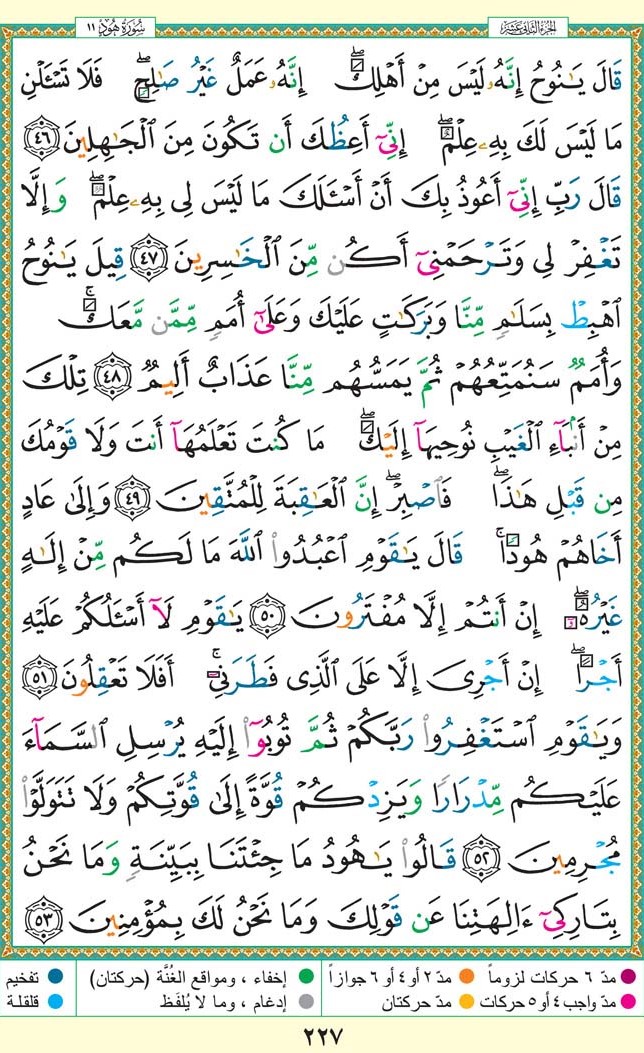 الجزء الثاني عشر
سورة هود ١١
قَالَ يَـٰنُوحُ إِنَّهُۥ لَيْسَ مِنْ أَهْلِكَ ۖ إِنَّهُۥ عَمَلٌ غَيْرُ صَـٰلِحٍ ۖ فَلَا تَسْـَٔلْنِ
مَا لَيْسَ لَكَ بِهِۦ عِلْمٌ ۖ إِنِّىٓ أَعِظُكَ أَن تَكُونَ مِنَ ٱلْجَـٰهِلِينَ ٤٦
قَالَ رَبِّ إِنِّىٓ أَعُوذُ بِكَ أَنْ أَسْـَٔلَكَ مَا لَيْسَ لِى بِهِۦ عِلْمٌ ۖ وَإِلَّا
تَغْفِرْ لِى وَتَرْحَمْنِىٓ أَكُن مِّنَ ٱلْخَـٰسِرِينَ ٤٧ قِيلَ يَـٰنُوحُ
ٱهْبِطْ بِسَلَـٰمٍ مِّنَّا وَبَرَكَـٰتٍ عَلَيْكَ وَعَلَىٰٓ أُمَمٍ مِّمَّن مَّعَكَ ۚ
وَأُمَمٌ سَنُمَتِّعُهُمْ ثُمَّ يَمَسُّهُم مِّنَّا عَذَابٌ أَلِيمٌ ٤٨ تِلْكَ
مِنْ أَنۢبَآءِ ٱلْغَيْبِ نُوحِيهَآ إِلَيْكَ ۖ مَا كُنتَ تَعْلَمُهَآ أَنتَ وَلَا قَوْمُكَ
مِن قَبْلِ هَـٰذَا ۖ فَٱصْبِرْ ۖ إِنَّ ٱلْعَـٰقِبَةَ لِلْمُتَّقِينَ ٤٩ وَإِلَىٰ عَادٍ
أَخَاهُمْ هُودًا ۚ قَالَ يَـٰقَوْمِ ٱعْبُدُوا۟ ٱللَّهَ مَا لَكُم مِّنْ إِلَـٰهٍ
غَيْرُهُۥٓ ۖ إِنْ أَنتُمْ إِلَّا مُفْتَرُونَ ٥٠ يَـٰقَوْمِ لَآ أَسْـَٔلُكُمْ عَلَيْهِ
أَجْرًا ۖ إِنْ أَجْرِىَ إِلَّا عَلَى ٱلَّذِى فَطَرَنِىٓ ۚ أَفَلَا تَعْقِلُونَ ٥١
وَيَـٰقَوْمِ ٱسْتَغْفِرُوا۟ رَبَّكُمْ ثُمَّ تُوبُوٓا۟ إِلَيْهِ يُرْسِلِ ٱلسَّمَآءَ
عَلَيْكُم مِّدْرَارًا وَيَزِدْكُمْ قُوَّةً إِلَىٰ قُوَّتِكُمْ وَلَا تَتَوَلَّوْا۟
مُجْرِمِينَ ٥٢ قَالُوا۟ يَـٰهُودُ مَا جِئْتَنَا بِبَيِّنَةٍ وَمَا نَحْنُ
بِتَارِكِىٓ ءَالِهَتِنَا عَن قَوْلِكَ وَمَا نَحْنُ لَكَ بِمُؤْمِنِينَ ٥٣
مدّ ٦ حركات لزوماً مدّ ٢ أو ٤ أو ٦ جوازاً إخفاء ، ومواقع الغُنَّة (حركتان) تفخيم
مدّ واجب ٤ أو ٥ حركات مدّ حركتان إدغام ، وما لا يُلفَظ قلقلة
٢٢٧